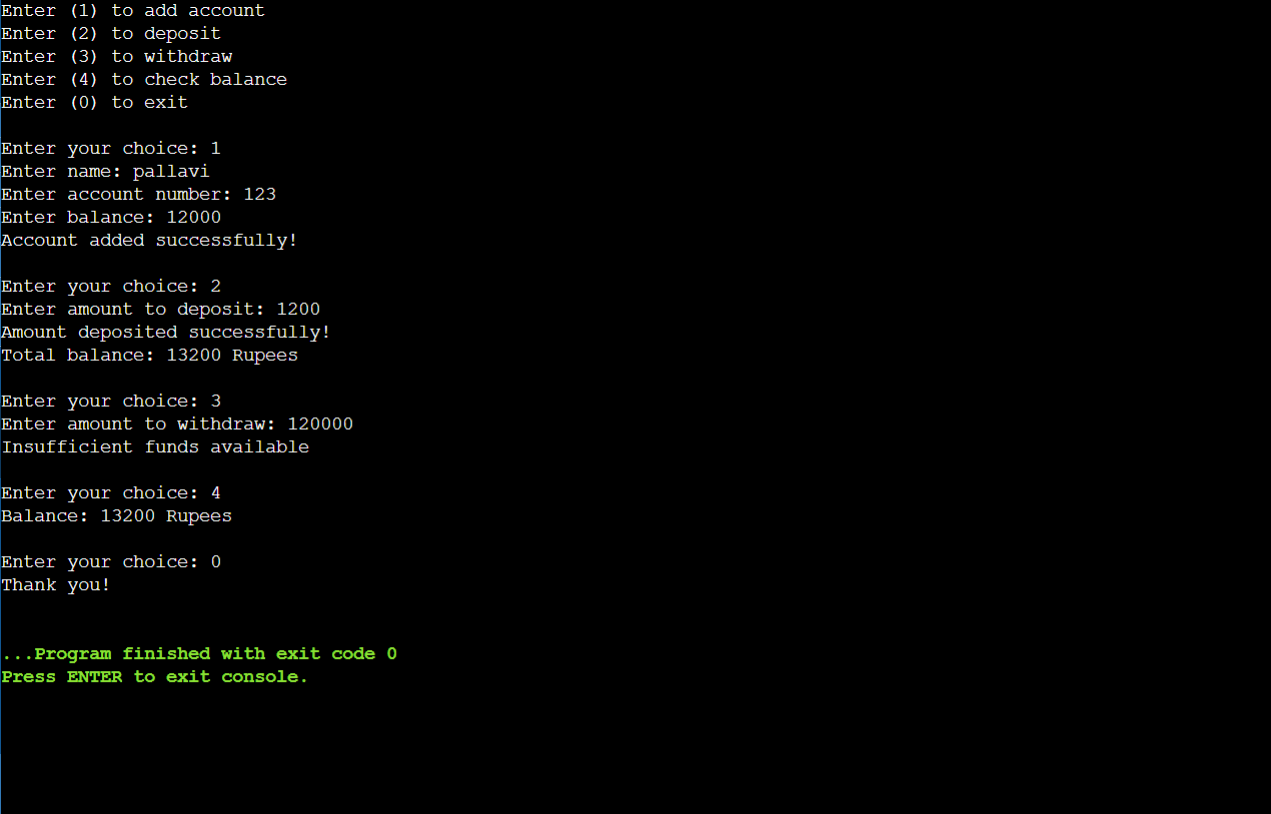 Enter (1) to add account
Enter (2) to deposit
Enter (3) to withdraw
Enter (4) to check balance
Enter (0) to exit
Enter your choice: 1
Enter name: pallavi
Enter account number: 123
Enter balance: 12000
Account added successfully!
Enter your choice: 2
Enter amount to deposit: 1200
Amount deposited successfully!
Total balance: 13200 Rupees
Enter your choice: 3
Enter amount to withdraw: 120000
Insufficient funds available
Enter your choice: 4
Balance: 13200 Rupees
Enter your choice: 0
Thank you!
...Program finished with exit code 0
Press ENTER to exit console.